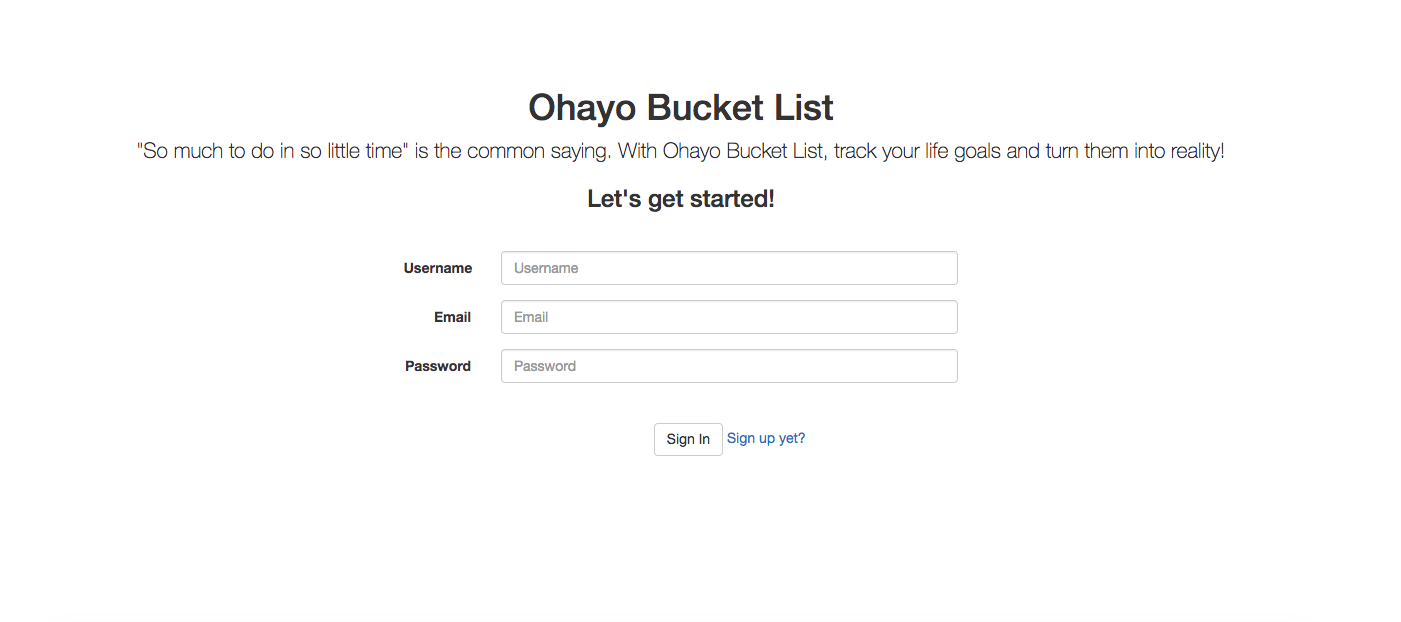 Ohayo Bucket List
"So much to do in so little time" is the common saying. With Ohayo Bucket List, track your life goals and turn them into reality!
Let's get started!
Username Username
Email Email
Password Password
Sign In Sign up yet?